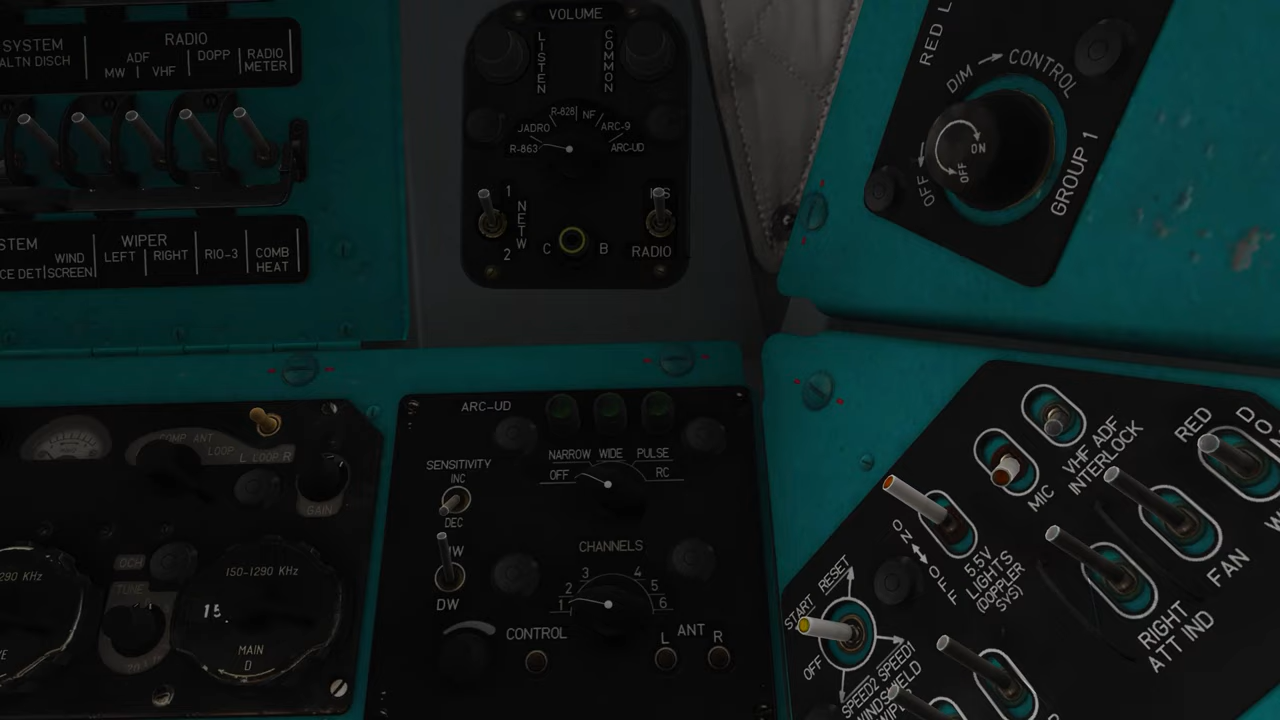 SYSTEM
ALTN DISCH
RADIO
ADF
MW
VHF
DOPP
RADIO
METER
STEM
CE DET
WIND
SCREEN
WIPER
LEFT
RIGHT
RIO-3
COMB
HEAT
VOLUME
LISTEN
COMMON
R-863
JADRO
R-828
NF
ARC-9
ARC-UD
1
NETW
2
C
B
RADIO
RED L
DIM
CONTROL
OFF
ON
OFF
GROUP 1
COMP
ANT
LOOP
L LOOP R
GAIN
290 KHz
TUNE
150-1290 KHz
15.
MAIN
D
ARC-UD
SENSITIVITY
INC
DEC
DW
NARROW
WIDE
PULSE
OFF
RC
CHANNELS
1
2
3
4
5
6
CONTROL
L
ANT
R
MIC
VHF ADF
INTERLOCK
RED
ON
OFF
5.5V
LIGHTS
(DOPPLER
SYS)
FAN
RIGHT
ATT IND
START
RESET
OFF
SPEED2
SPEED1